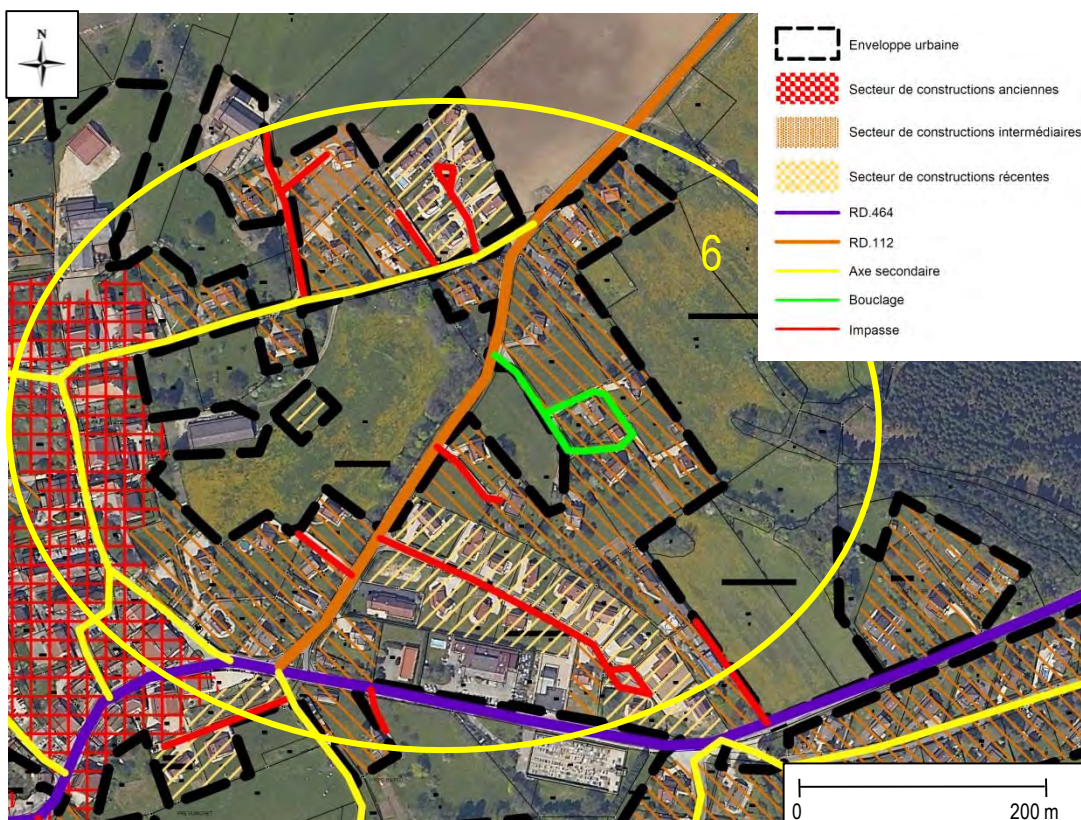 N
Enveloppe urbaine
Secteur de constructions anciennes
Secteur de constructions intermédiaires
Secteur de constructions récentes
RD.464
RD.112
Axe secondaire
Bouclage
Impasse
6
0 200 m